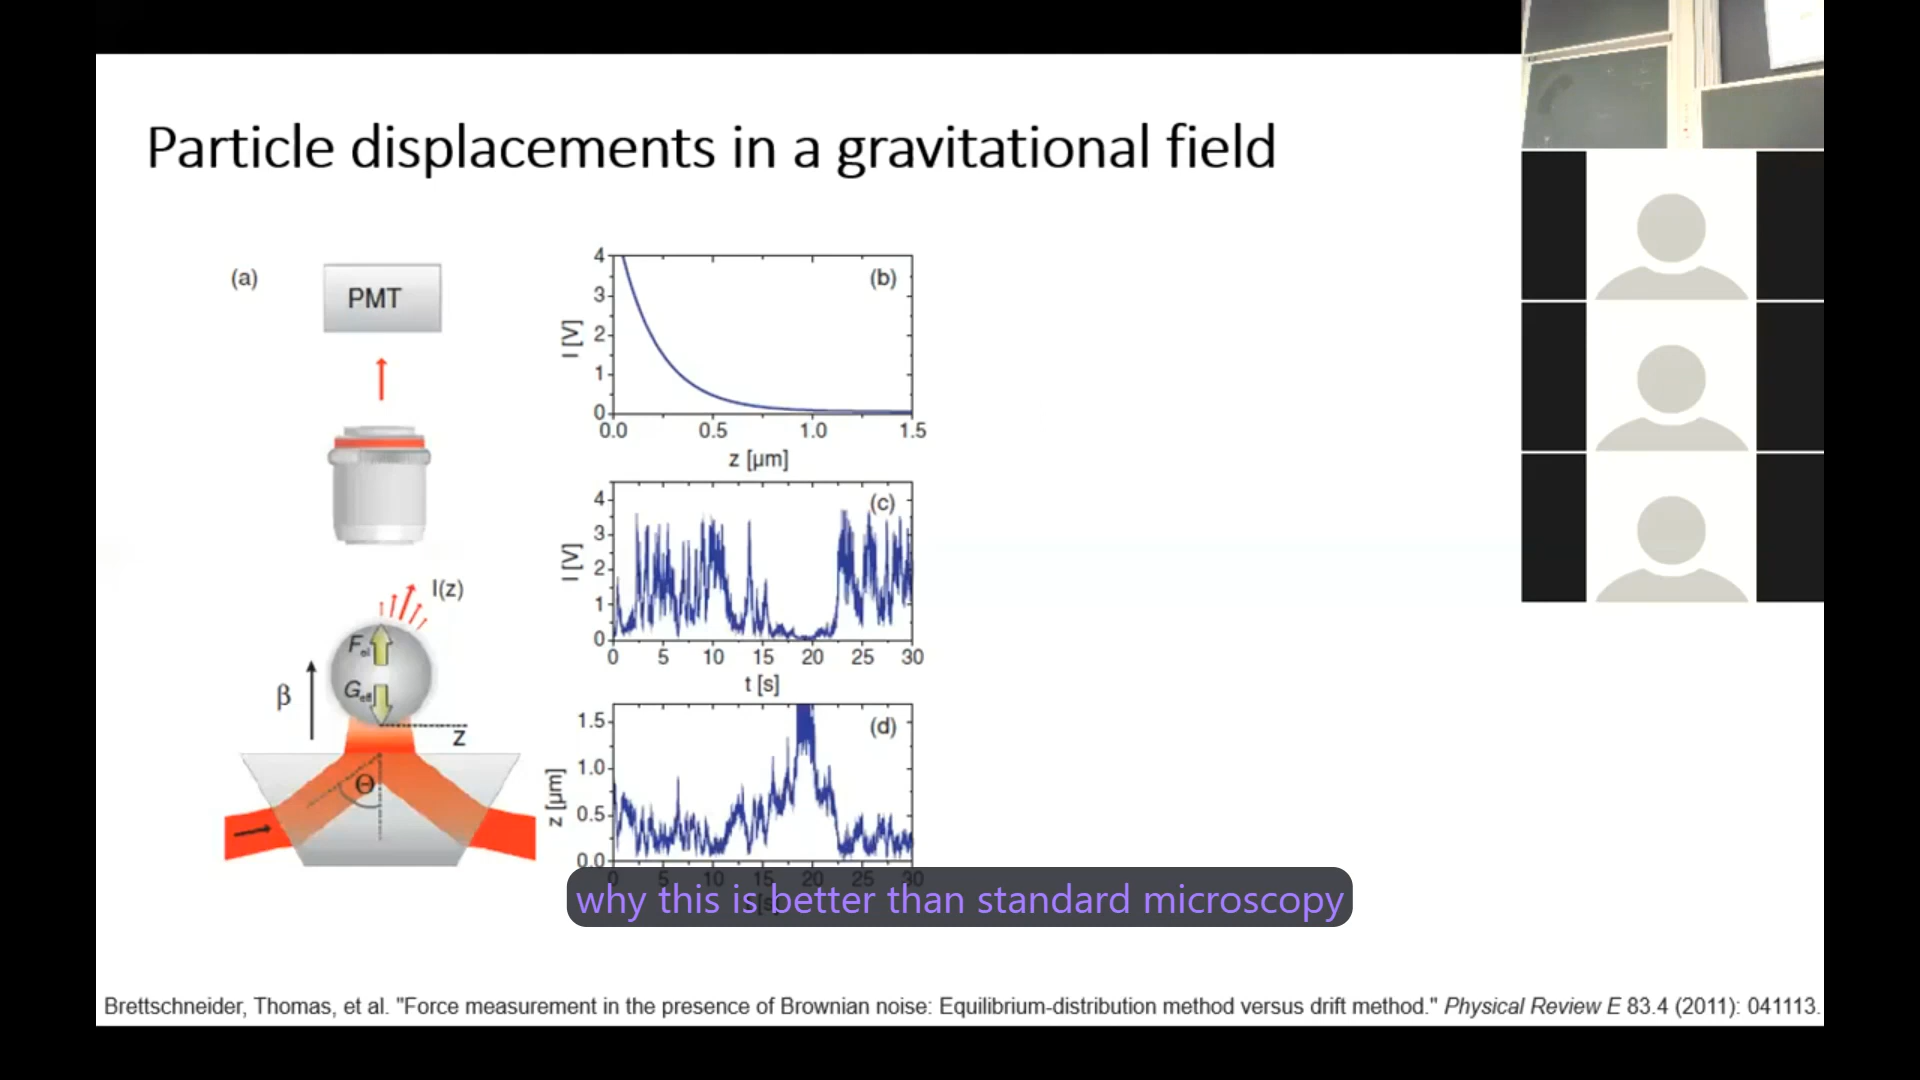 Particle displacements in a gravitational field
(a)
PMT
I(z)
F_el
G_eff
β
z
Θ
4
3
2
1
0
I [V]
(b)
0.0 0.5 1.0 1.5
z [µm]
4
3
2
1
0
I [V]
(c)
0 5 10 15 20 25 30
t [s]
1.5
1.0
0.5
0.0
z [µm]
(d)
0 5 10 15 20 25 30
why this is better than standard microscopy
Brettschneider, Thomas, et al. "Force measurement in the presence of Brownian noise: Equilibrium-distribution method versus drift method." Physical Review E 83.4 (2011): 041113.